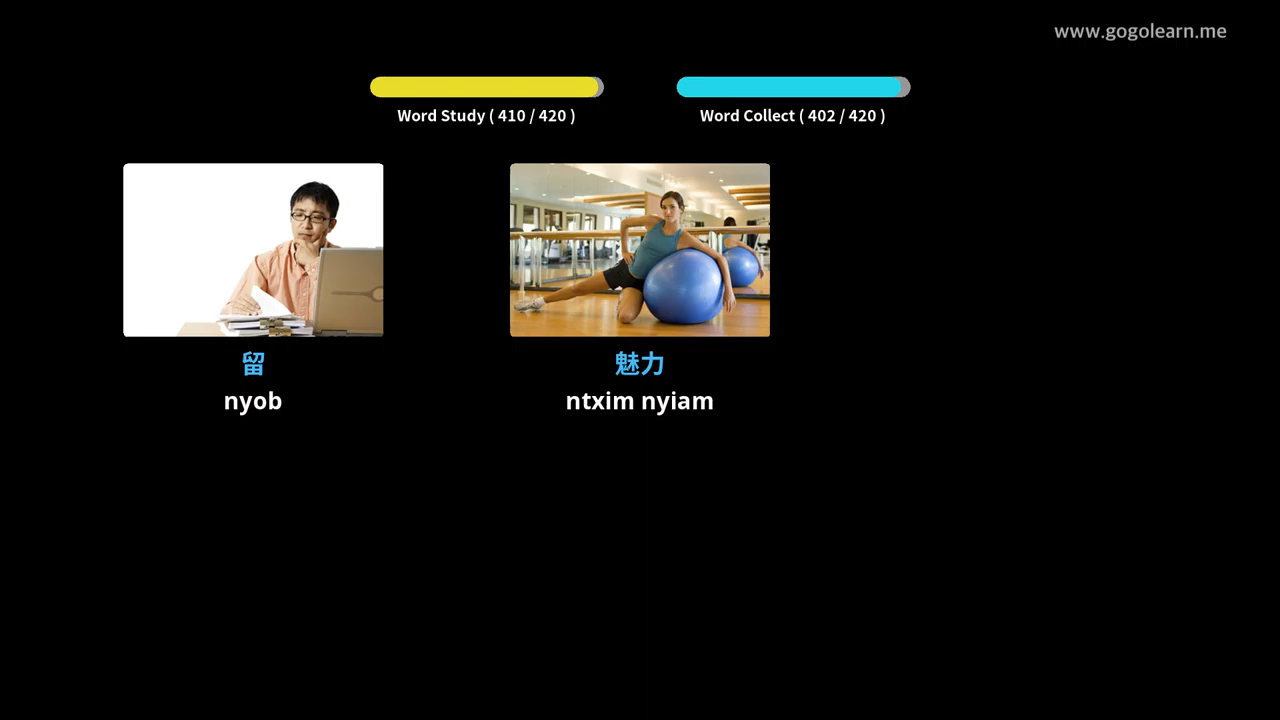 www.gogolearn.me
Word Study ( 410 / 420 )
Word Collect ( 402 / 420 )
留
nyob
魅力
ntxim nyiam